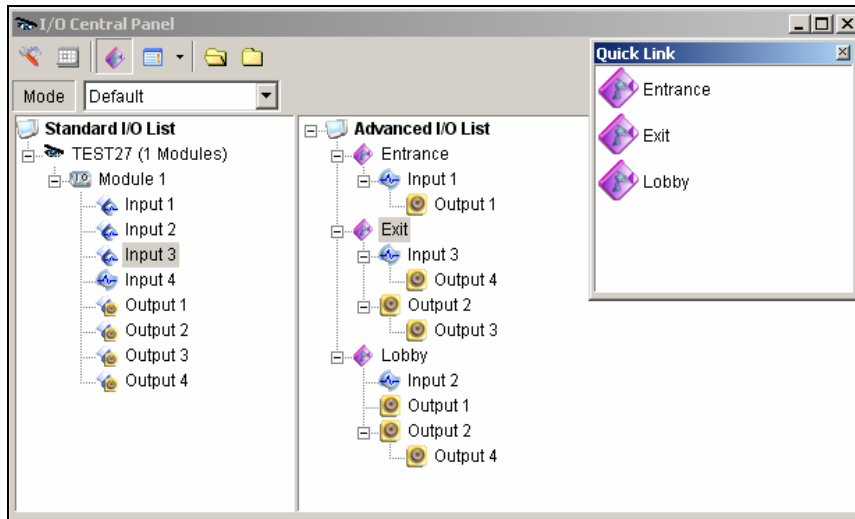 I/O Central Panel
Mode Default
Standard I/O List
TEST27 (1 Modules)
Module 1
Input 1
Input 2
Input 3
Input 4
Output 1
Output 2
Output 3
Output 4
Advanced I/O List
Entrance
Input 1
Output 1
Exit
Input 3
Output 4
Output 2
Output 3
Lobby
Input 2
Output 1
Output 2
Output 4
Quick Link
Entrance
Exit
Lobby